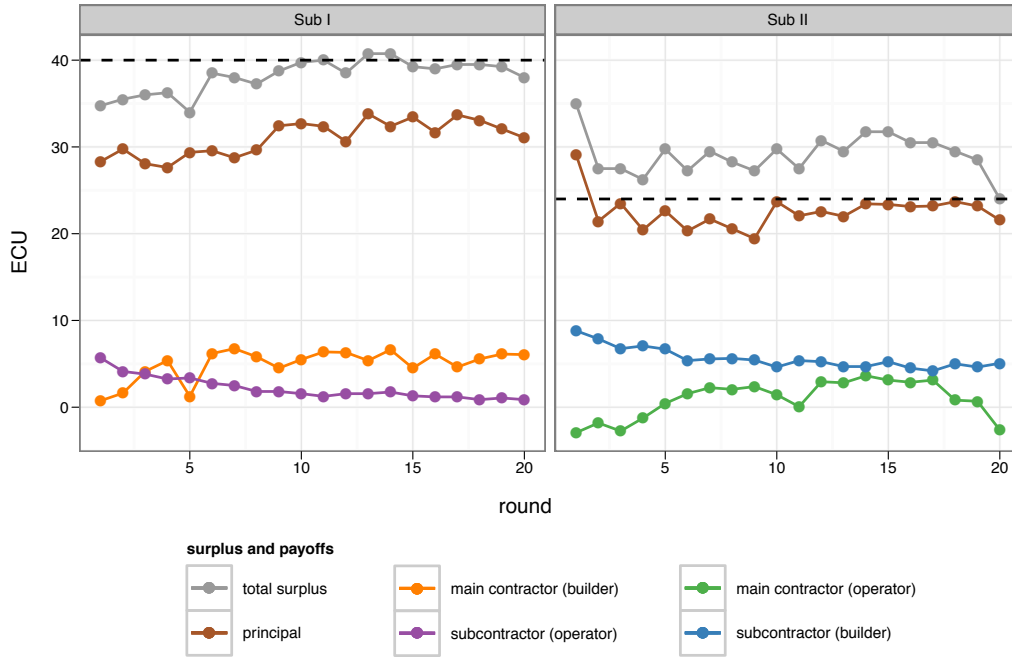 Sub I
Sub II
ECU
40
30
20
10
0
5
10
15
20
5
10
15
20
round
surplus and payoffs
total surplus
main contractor (builder)
main contractor (operator)
principal
subcontractor (operator)
subcontractor (builder)